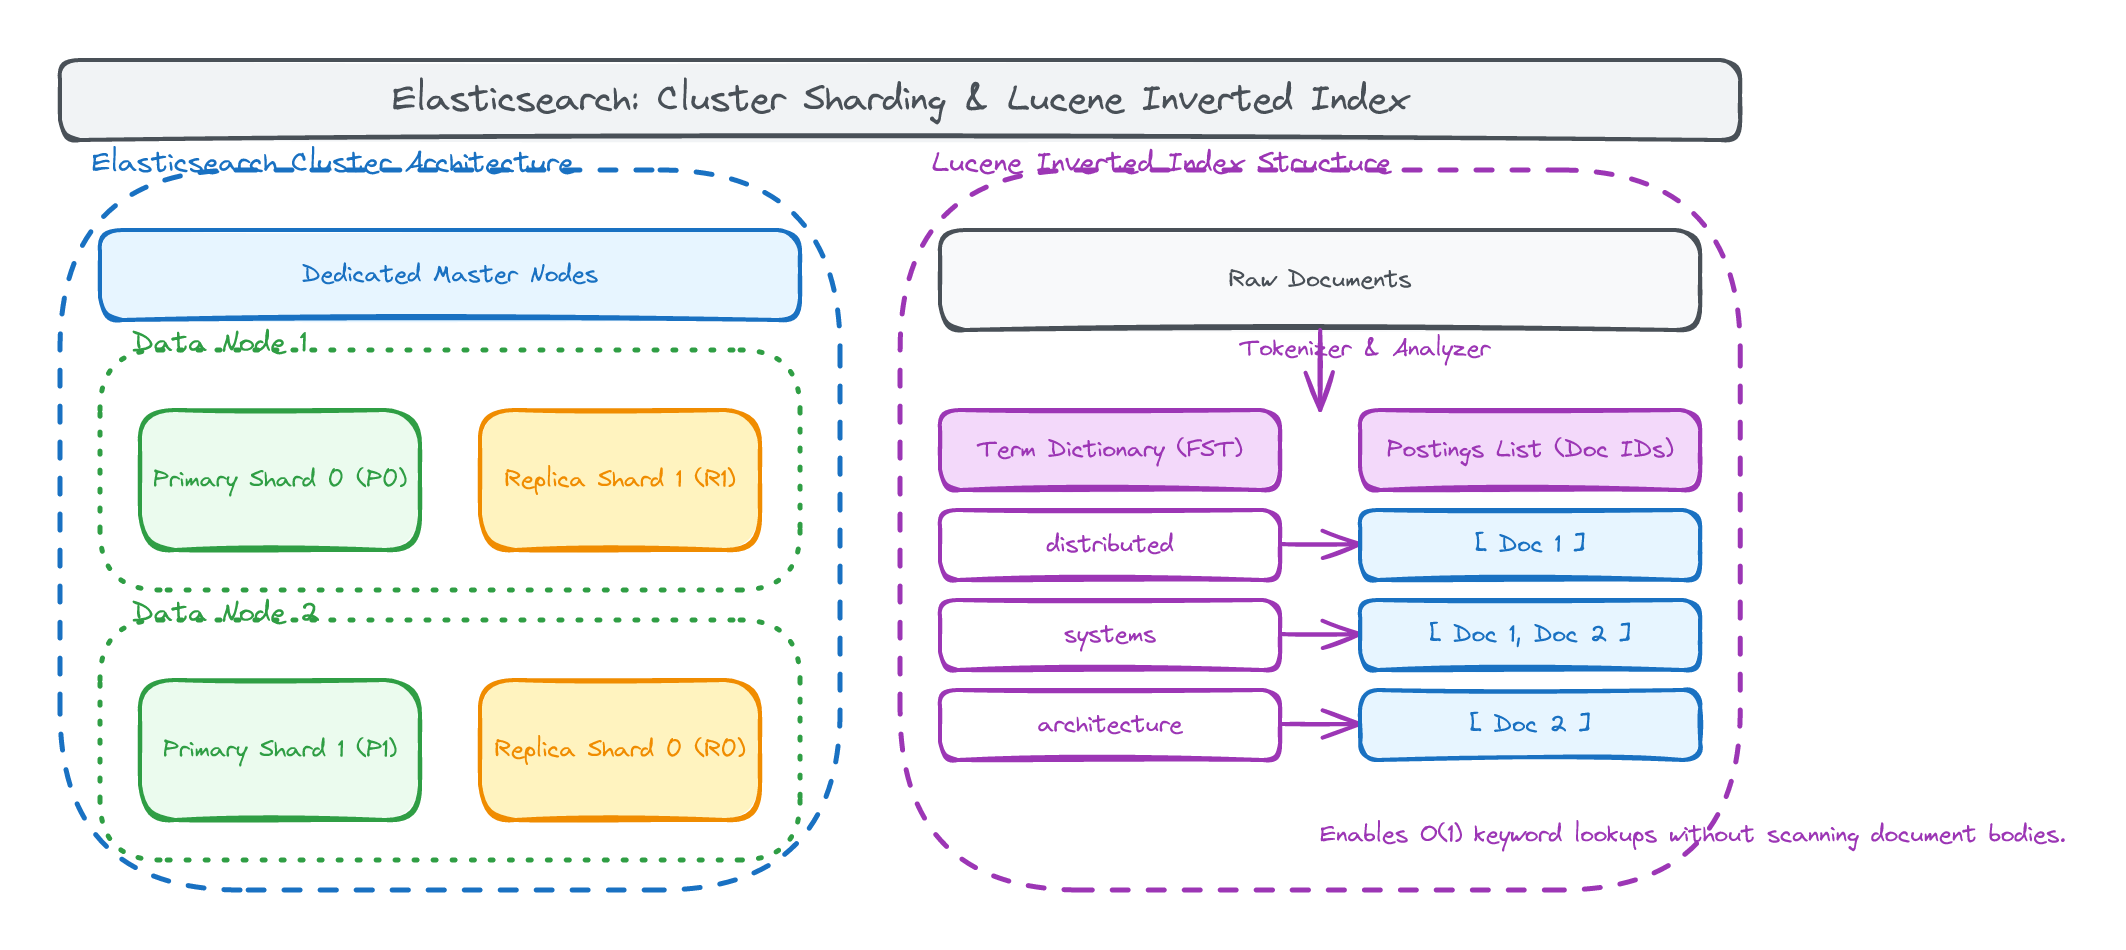 Elasticsearch: Cluster Sharding & Lucene Inverted Index
Elasticsearch Cluster Architecture
Dedicated Master Nodes
Data Node 1
Primary Shard 0 (P0)
Replica Shard 1 (R1)
Data Node 2
Primary Shard 1 (P1)
Replica Shard 0 (R0)
Lucene Inverted Index Structure
Raw Documents
Tokenizer & Analyzer
Term Dictionary (FST)
Postings List (Doc IDs)
distributed
[ Doc 1 ]
systems
[ Doc 1, Doc 2 ]
architecture
[ Doc 2 ]
Enables O(1) keyword lookups without scanning document bodies.